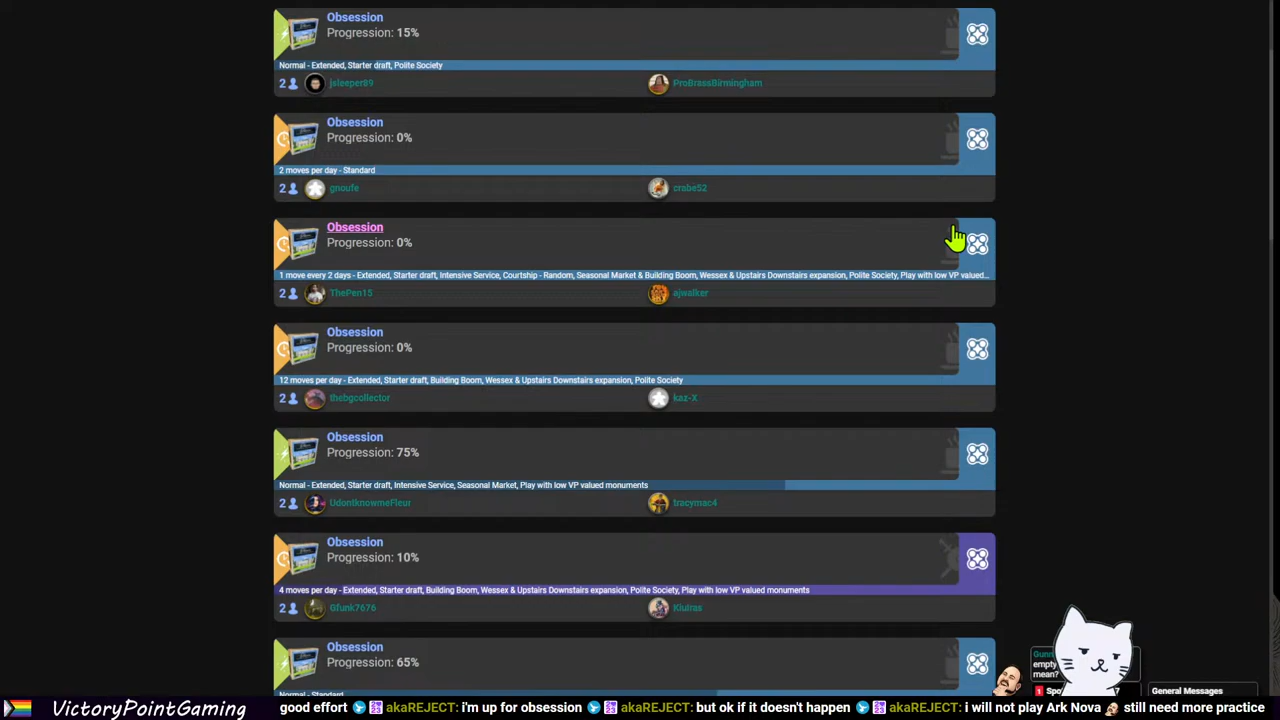 Obsession
Progression: 15%
Normal - Extended, Starter draft, Polite Society
2 jsleeper89 ProBrassBirmingham
Obsession
Progression: 0%
2 moves per day - Standard
2 gnoufe crabe52
Obsession
Progression: 0%
1 move every 2 days - Extended, Starter draft, Intensive Service, Courtship - Random, Seasonal Market & Building Boom, Wessex & Upstairs Downstairs expansion, Polite Society, Play with low VP valued...
2 ThePen15 ajwalker
Obsession
Progression: 0%
12 moves per day - Extended, Starter draft, Building Boom, Wessex & Upstairs Downstairs expansion, Polite Society
2 thebgcollector kaz-X
Obsession
Progression: 75%
Normal - Extended, Starter draft, Intensive Service, Seasonal Market, Play with low VP valued monuments
2 UdontknowmeFleur tracymac4
Obsession
Progression: 10%
4 moves per day - Extended, Starter draft, Building Boom, Wessex & Upstairs Downstairs expansion, Polite Society, Play with low VP valued monuments
2 Gfunk7676
Obsession
Progression: 65%
Normal - Standard
empty
mean?
General Messages
VictoryPointGaming
good effort akaREJECT: i'm up for obsession akaREJECT: but ok if it doesn't happen akaREJECT: i will not play Ark Nova still need more practice